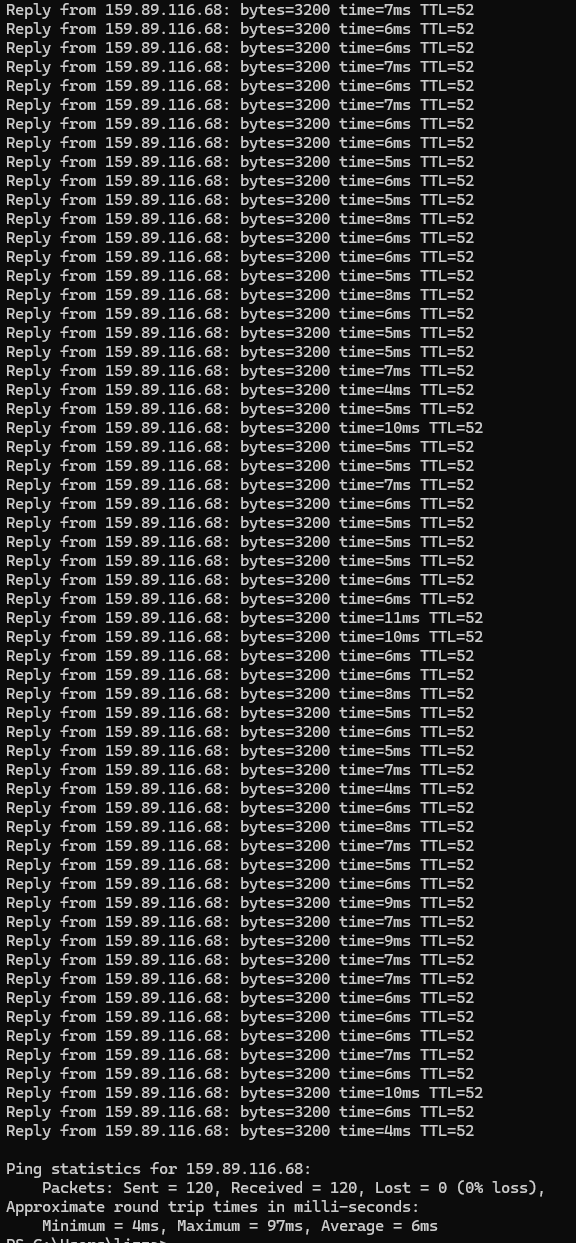 Reply from 159.89.116.68: bytes=3200 time=7ms TTL=52
Reply from 159.89.116.68: bytes=3200 time=6ms TTL=52
Reply from 159.89.116.68: bytes=3200 time=6ms TTL=52
Reply from 159.89.116.68: bytes=3200 time=7ms TTL=52
Reply from 159.89.116.68: bytes=3200 time=6ms TTL=52
Reply from 159.89.116.68: bytes=3200 time=7ms TTL=52
Reply from 159.89.116.68: bytes=3200 time=6ms TTL=52
Reply from 159.89.116.68: bytes=3200 time=6ms TTL=52
Reply from 159.89.116.68: bytes=3200 time=5ms TTL=52
Reply from 159.89.116.68: bytes=3200 time=6ms TTL=52
Reply from 159.89.116.68: bytes=3200 time=5ms TTL=52
Reply from 159.89.116.68: bytes=3200 time=8ms TTL=52
Reply from 159.89.116.68: bytes=3200 time=6ms TTL=52
Reply from 159.89.116.68: bytes=3200 time=6ms TTL=52
Reply from 159.89.116.68: bytes=3200 time=5ms TTL=52
Reply from 159.89.116.68: bytes=3200 time=8ms TTL=52
Reply from 159.89.116.68: bytes=3200 time=6ms TTL=52
Reply from 159.89.116.68: bytes=3200 time=5ms TTL=52
Reply from 159.89.116.68: bytes=3200 time=5ms TTL=52
Reply from 159.89.116.68: bytes=3200 time=7ms TTL=52
Reply from 159.89.116.68: bytes=3200 time=4ms TTL=52
Reply from 159.89.116.68: bytes=3200 time=5ms TTL=52
Reply from 159.89.116.68: bytes=3200 time=10ms TTL=52
Reply from 159.89.116.68: bytes=3200 time=5ms TTL=52
Reply from 159.89.116.68: bytes=3200 time=5ms TTL=52
Reply from 159.89.116.68: bytes=3200 time=7ms TTL=52
Reply from 159.89.116.68: bytes=3200 time=6ms TTL=52
Reply from 159.89.116.68: bytes=3200 time=5ms TTL=52
Reply from 159.89.116.68: bytes=3200 time=5ms TTL=52
Reply from 159.89.116.68: bytes=3200 time=5ms TTL=52
Reply from 159.89.116.68: bytes=3200 time=6ms TTL=52
Reply from 159.89.116.68: bytes=3200 time=6ms TTL=52
Reply from 159.89.116.68: bytes=3200 time=11ms TTL=52
Reply from 159.89.116.68: bytes=3200 time=10ms TTL=52
Reply from 159.89.116.68: bytes=3200 time=6ms TTL=52
Reply from 159.89.116.68: bytes=3200 time=6ms TTL=52
Reply from 159.89.116.68: bytes=3200 time=8ms TTL=52
Reply from 159.89.116.68: bytes=3200 time=5ms TTL=52
Reply from 159.89.116.68: bytes=3200 time=6ms TTL=52
Reply from 159.89.116.68: bytes=3200 time=5ms TTL=52
Reply from 159.89.116.68: bytes=3200 time=7ms TTL=52
Reply from 159.89.116.68: bytes=3200 time=4ms TTL=52
Reply from 159.89.116.68: bytes=3200 time=6ms TTL=52
Reply from 159.89.116.68: bytes=3200 time=8ms TTL=52
Reply from 159.89.116.68: bytes=3200 time=7ms TTL=52
Reply from 159.89.116.68: bytes=3200 time=5ms TTL=52
Reply from 159.89.116.68: bytes=3200 time=6ms TTL=52
Reply from 159.89.116.68: bytes=3200 time=9ms TTL=52
Reply from 159.89.116.68: bytes=3200 time=7ms TTL=52
Reply from 159.89.116.68: bytes=3200 time=9ms TTL=52
Reply from 159.89.116.68: bytes=3200 time=7ms TTL=52
Reply from 159.89.116.68: bytes=3200 time=7ms TTL=52
Reply from 159.89.116.68: bytes=3200 time=6ms TTL=52
Reply from 159.89.116.68: bytes=3200 time=6ms TTL=52
Reply from 159.89.116.68: bytes=3200 time=6ms TTL=52
Reply from 159.89.116.68: bytes=3200 time=7ms TTL=52
Reply from 159.89.116.68: bytes=3200 time=6ms TTL=52
Reply from 159.89.116.68: bytes=3200 time=10ms TTL=52
Reply from 159.89.116.68: bytes=3200 time=6ms TTL=52
Reply from 159.89.116.68: bytes=3200 time=4ms TTL=52

Ping statistics for 159.89.116.68:
    Packets: Sent = 120, Received = 120, Lost = 0 (0% loss),
Approximate round trip times in milli-seconds:
    Minimum = 4ms, Maximum = 97ms, Average = 6ms